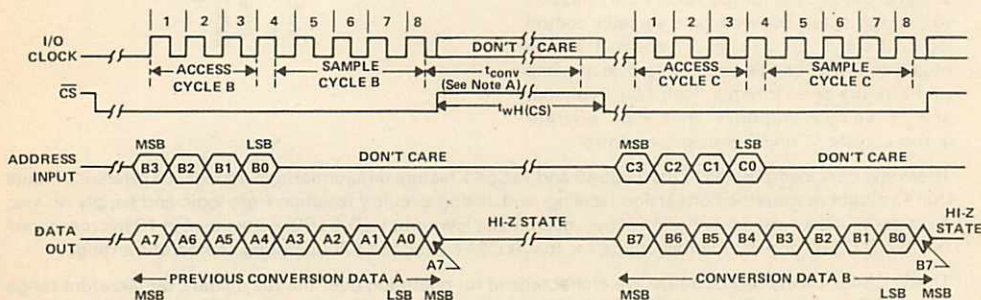 1 2 3 4 5 6 7 8 1 2 3 4 5 6 7 8
I/O
CLOCK
DON'T CARE
ACCESS
CYCLE B
SAMPLE
CYCLE B
tconv
(See Note A)
ACCESS
CYCLE C
SAMPLE
CYCLE C
CS
twH(CS)
MSB LSB MSB LSB
ADDRESS
INPUT
B3 B2 B1 B0 DON'T CARE C3 C2 C1 C0 DON'T CARE
DATA
OUT
A7 A6 A5 A4 A3 A2 A1 A0 HI-Z STATE B7 B6 B5 B4 B3 B2 B1 B0 HI-Z
STATE
A7 B7
PREVIOUS CONVERSION DATA A CONVERSION DATA B
MSB LSB MSB MSB LSB MSB